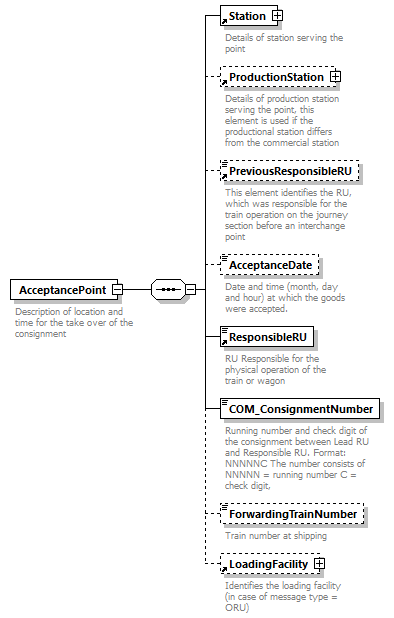 Station
Details of station serving the
point
ProductionStation
Details of production station
serving the point, this
element is used if the
productional station differs
from the commercial station
PreviousResponsibleRU
This element identifies the RU,
which was responsible for the
train operation on the journey
section before an interchange
point
AcceptanceDate
Date and time (month, day
and hour) at which the goods
were accepted.
AcceptancePoint
Description of location and
time for the take over of the
consignment
ResponsibleRU
RU Responsible for the
physical operation of the
train or wagon
COM_ConsignmentNumber
Running number and check digit of
the consignment between Lead RU
and Responsible RU. Format:
NNNNNC The number consists of
NNNNN = running number C =
check digit,
ForwardingTrainNumber
Train number at shipping
LoadingFacility
Identifies the loading facility
(in case of message type =
ORU)